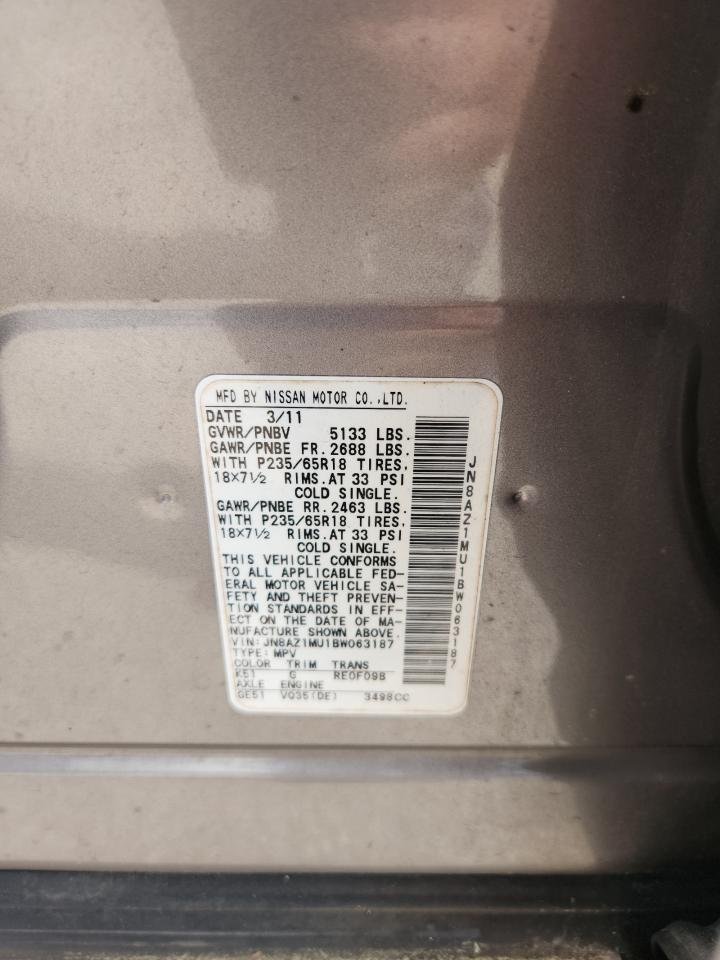 MFD BY NISSAN MOTOR CO.,LTD.
DATE 3/11
GVWR/PNBV 5133 LBS.
GAWR/PNBE FR. 2688 LBS.
WITH P235/65R18 TIRES,
18X7½ RIMS. AT 33 PSI
COLD SINGLE.
GAWR/PNBE RR. 2463 LBS.
WITH P235/65R18 TIRES,
18X7½ RIMS. AT 33 PSI
COLD SINGLE.
THIS VEHICLE CONFORMS
TO ALL APPLICABLE FED-
ERAL MOTOR VEHICLE SA-
FETY AND THEFT PREVEN-
TION STANDARDS IN EFF-
ECT ON THE DATE OF MA-
NUFACTURE SHOWN ABOVE.
VIN: JN8AZ1MU1BW063187
TYPE: MPV
COLOR TRIM TRANS
K51 G RE0F09B
AXLE ENGINE
GE51 VQ35(DE) 3498CC
JN8AZ1MU1BW063187